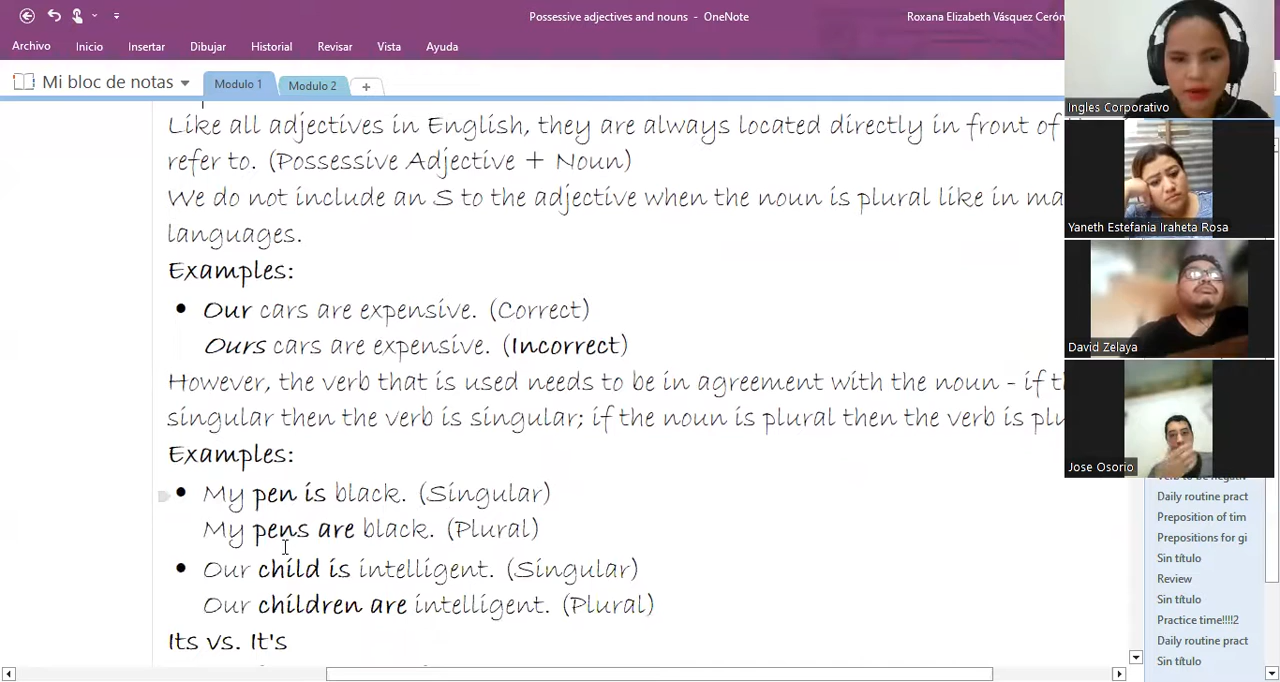 Possessive adjectives and nouns - OneNote
Roxana Elizabeth Vásquez Cerón
Archivo Inicio Insertar Dibujar Historial Revisar Vista Ayuda
Mi bloc de notas Modulo 1 Modulo 2
Like all adjectives in English, they are always located directly in front of
refer to. (Possessive Adjective + Noun)
We do not include an S to the adjective when the noun is plural like in ma
languages.
Examples:
Our cars are expensive. (Correct)
Ours cars are expensive. (Incorrect)
However, the verb that is used needs to be in agreement with the noun - if th
singular then the verb is singular; if the noun is plural then the verb is plu
Examples:
My pen is black. (Singular)
My pens are black. (Plural)
Our child is intelligent. (Singular)
Our children are intelligent. (Plural)
Its vs. It's
Ingles Corporativo
Yaneth Estefania Iraheta Rosa
David Zelaya
Jose Osorio
Daily routine pract
Preposition of tim
Prepositions for gi
Sin título
Review
Sin título
Practice time!!!!2
Daily routine pract
Sin título